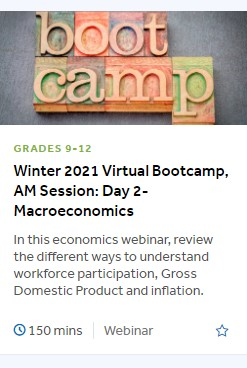 boot
camp
GRADES 9-12
Winter 2021 Virtual Bootcamp,
AM Session: Day 2-
Macroeconomics
In this economics webinar, review
the different ways to understand
workforce participation, Gross
Domestic Product and inflation.
150 mins
Webinar